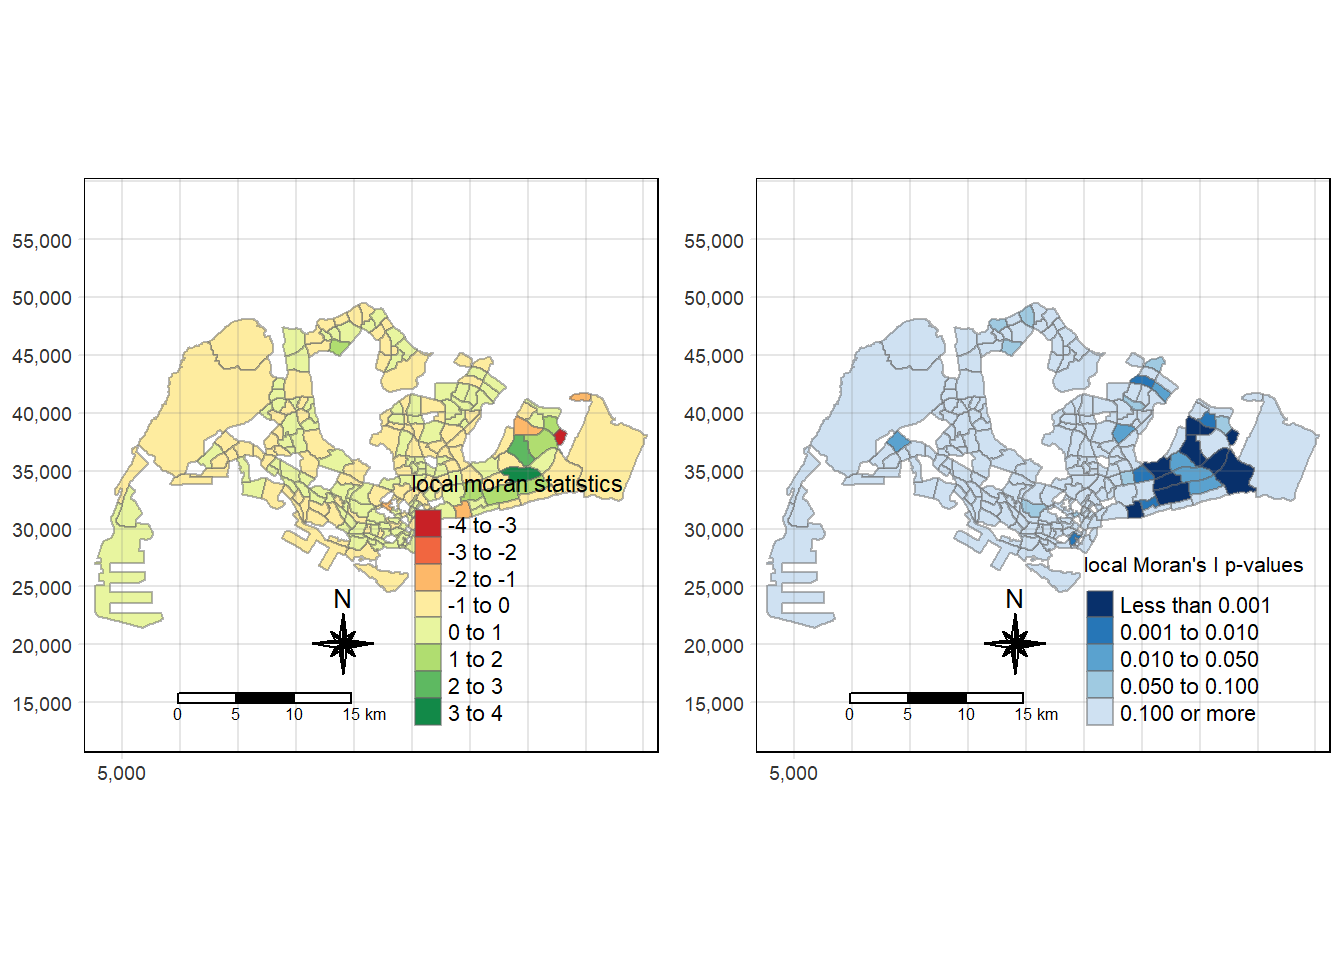 55,000
50,000
45,000
40,000
35,000
30,000
25,000
20,000
15,000
5,000
local moran statistics
-4 to -3
-3 to -2
-2 to -1
-1 to 0
0 to 1
1 to 2
2 to 3
3 to 4
N
0 5 10 15 km
55,000
50,000
45,000
40,000
35,000
30,000
25,000
20,000
15,000
5,000
local Moran's I p-values
Less than 0.001
0.001 to 0.010
0.010 to 0.050
0.050 to 0.100
0.100 or more
N
0 5 10 15 km